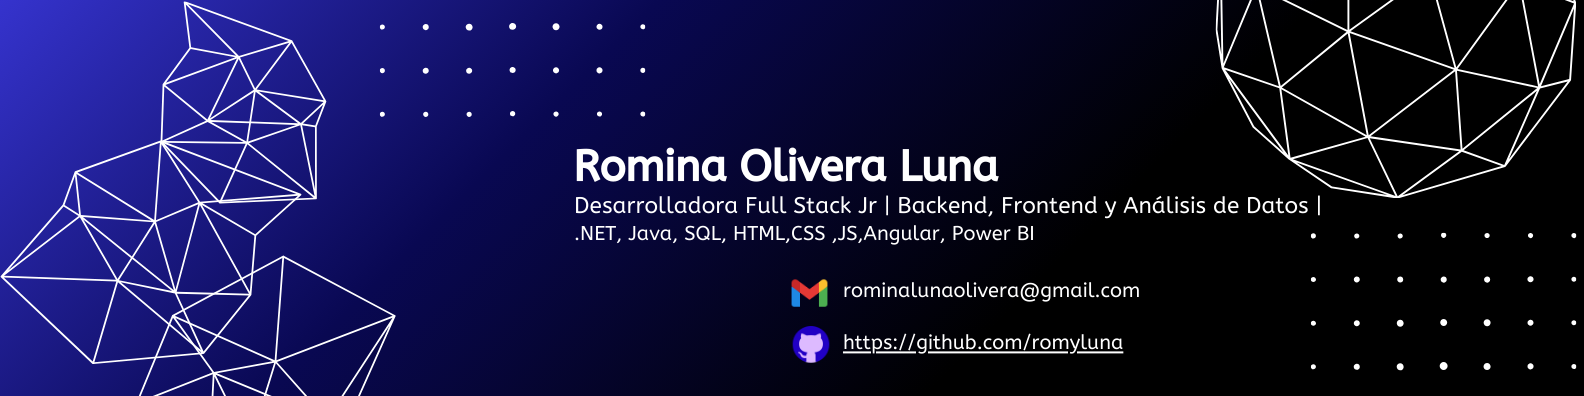 Romina Olivera Luna
Desarrolladora Full Stack Jr | Backend, Frontend y Análisis de Datos |
.NET, Java, SQL, HTML,CSS ,JS,Angular, Power BI
rominalunaolivera@gmail.com
https://github.com/romyluna